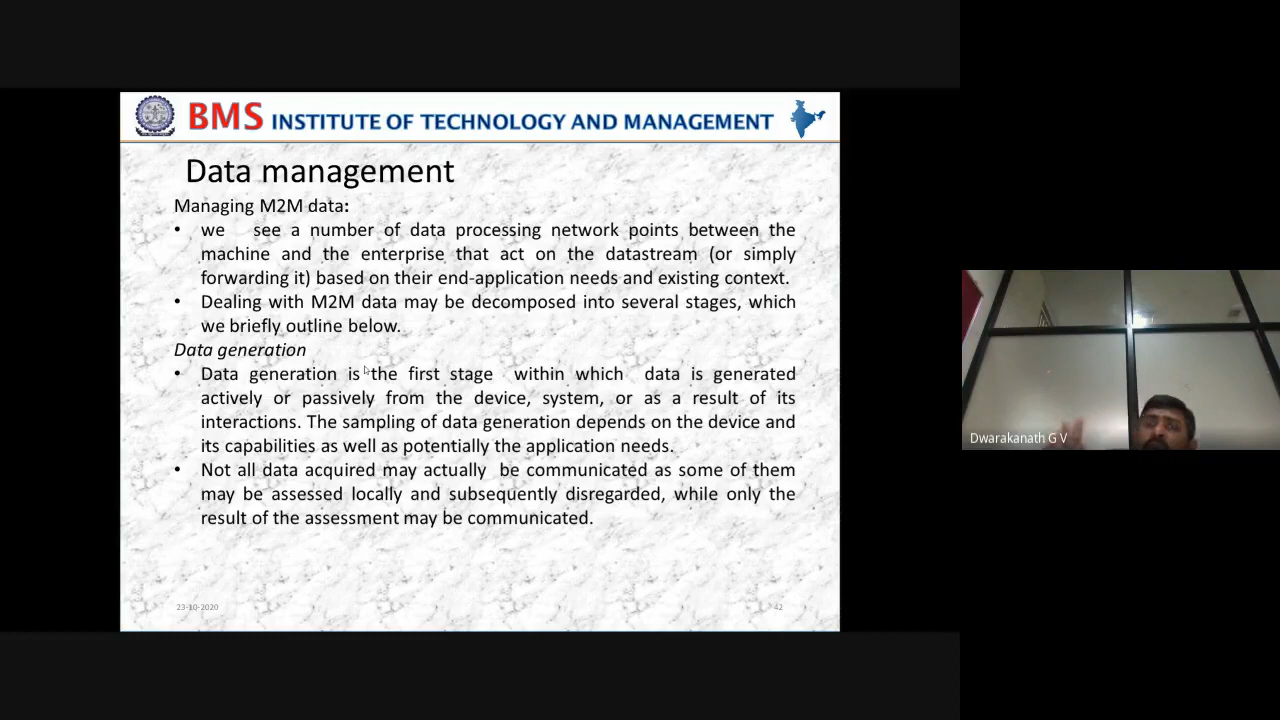 BMS INSTITUTE OF TECHNOLOGY AND MANAGEMENT
Data management
Managing M2M data:
• we see a number of data processing network points between the
machine and the enterprise that act on the datastream (or simply
forwarding it) based on their end-application needs and existing context.
• Dealing with M2M data may be decomposed into several stages, which
we briefly outline below.
Data generation
• Data generation is the first stage within which data is generated
actively or passively from the device, system, or as a result of its
interactions. The sampling of data generation depends on the device and
its capabilities as well as potentially the application needs.
• Not all data acquired may actually be communicated as some of them
may be assessed locally and subsequently disregarded, while only the
result of the assessment may be communicated.
23-10-2020
42
Dwarakanath G V